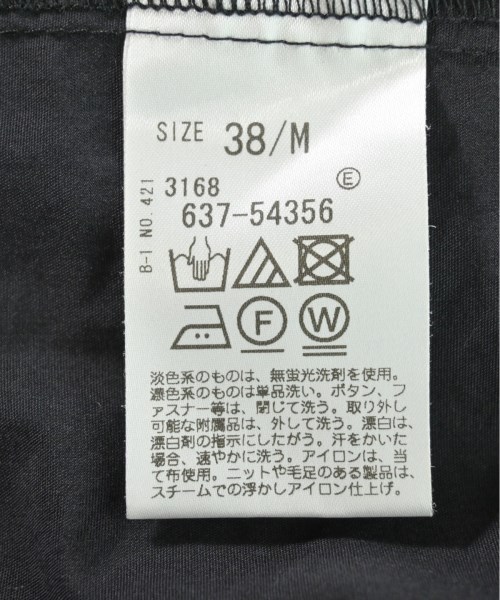 SIZE 38/M
B-1 NO.421
3168 E
637-54356
F W
淡色系のものは、無蛍光洗剤を使用。
濃色系のものは単品洗い。ボタン、フ
ァスナー等は、閉じて洗う。取り外し
可能な附属品は、外して洗う。漂白は、
漂白剤の指示にしたがう。汗をかいた
場合、速やかに洗う。アイロンは、当
て布使用。ニットや毛足のある製品は、
スチームでの浮かしアイロン仕上げ。